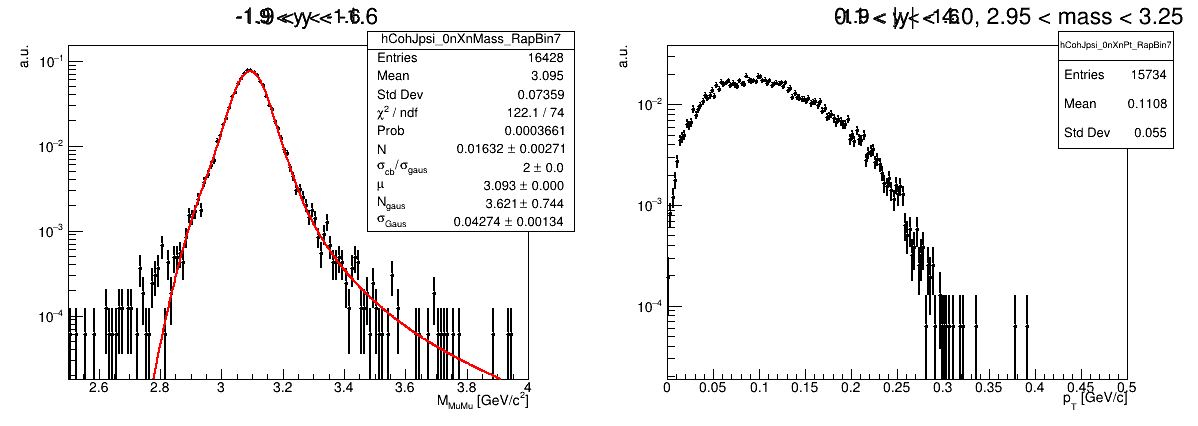 a.u.
hCohJpsi_0nXnMass_RapBin7
Entries 16428
Mean 3.095
Std Dev 0.07359
χ² / ndf 122.1 / 74
Prob 0.0003661
N 0.01632 ± 0.00271
σcb/σgaus 2 ± 0.0
μ 3.093 ± 0.000
Ngaus 3.621 ± 0.744
σGaus 0.04274 ± 0.00134
10⁻¹
10⁻²
10⁻³
10⁻⁴
2.6 2.8 3 3.2 3.4 3.6 3.8 4
MMuMu [GeV/c²]
, 2.95 < mass < 3.25
a.u.
hCohJpsi_0nXnPt_RapBin7
Entries 15734
Mean 0.1108
Std Dev 0.055
10⁻²
10⁻³
10⁻⁴
0 0.05 0.1 0.15 0.2 0.25 0.3 0.35 0.4 0.45 0.5
pT [GeV/c]